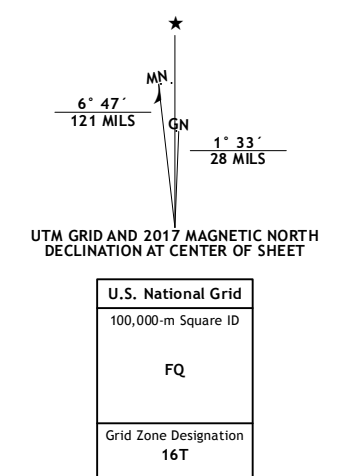 ★
MN
6° 47´
121 MILS
GN
1° 33´
28 MILS
UTM GRID AND 2017 MAGNETIC NORTH
DECLINATION AT CENTER OF SHEET
U.S. National Grid
100,000-m Square ID
FQ
Grid Zone Designation
16T